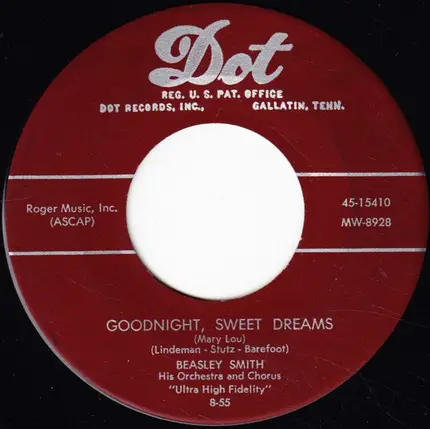 Dot
REG. U. S. PAT. OFFICE
DOT RECORDS, INC., GALLATIN, TENN.
Roger Music, Inc.
(ASCAP)
45-15410
MW-8928
GOODNIGHT, SWEET DREAMS
(Mary Lou)
(Lindeman - Stutz - Barefoot)
BEASLEY SMITH
His Orchestra and Chorus
"Ultra High Fidelity"
8-55